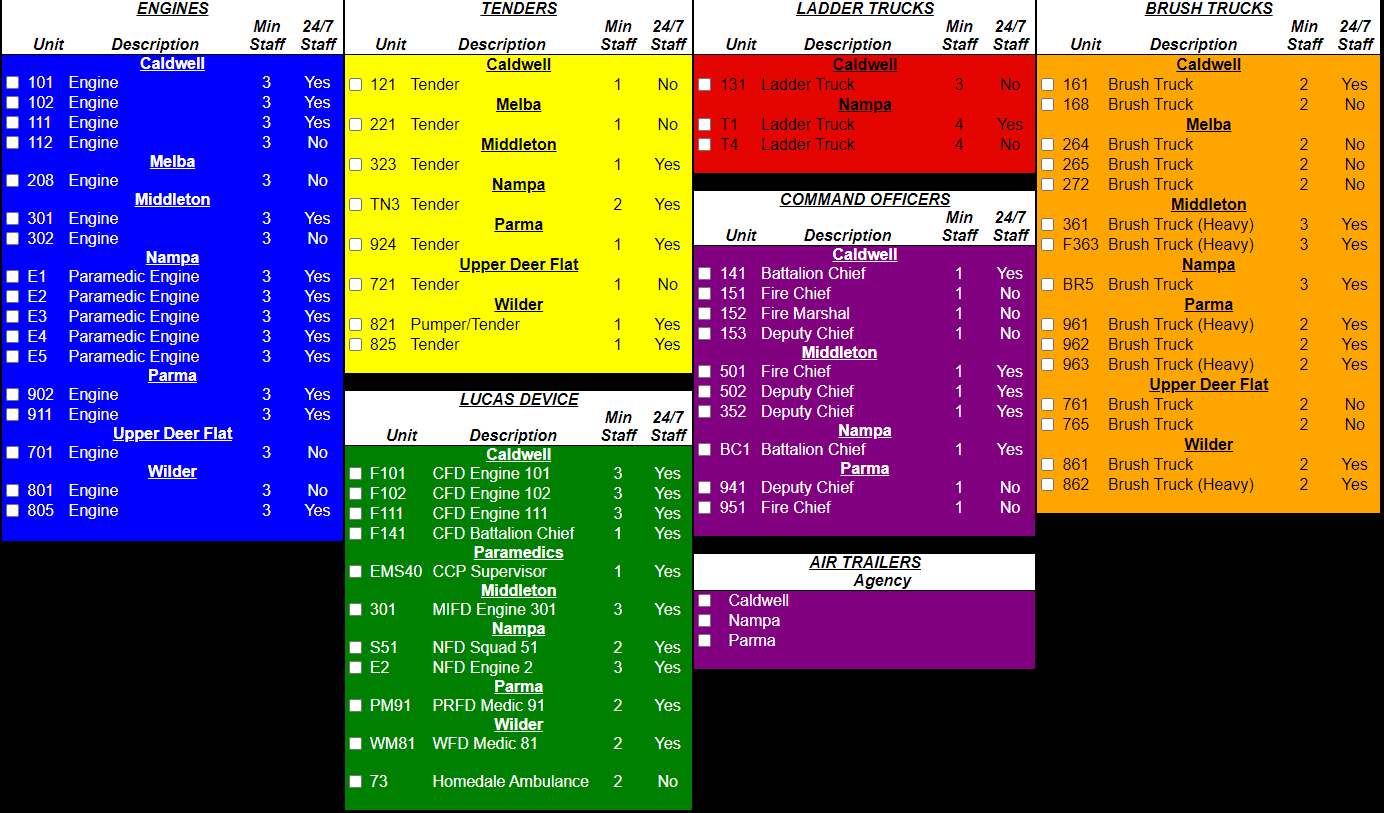 ENGINES
Min 24/7
Unit Description Staff Staff
Caldwell
101 Engine 3 Yes
102 Engine 3 Yes
111 Engine 3 Yes
112 Engine 3 No
Melba
208 Engine 3 No
Middleton
301 Engine 3 Yes
302 Engine 3 No
Nampa
E1 Paramedic Engine 3 Yes
E2 Paramedic Engine 3 Yes
E3 Paramedic Engine 3 Yes
E4 Paramedic Engine 3 Yes
E5 Paramedic Engine 3 Yes
Parma
902 Engine 3 Yes
911 Engine 3 Yes
Upper Deer Flat
701 Engine 3 No
Wilder
801 Engine 3 No
805 Engine 3 Yes
TENDERS
Min 24/7
Unit Description Staff Staff
Caldwell
121 Tender 1 No
Melba
221 Tender 1 No
Middleton
323 Tender 1 Yes
Nampa
TN3 Tender 2 Yes
Parma
924 Tender 1 Yes
Upper Deer Flat
721 Tender 1 No
Wilder
821 Pumper/Tender 1 Yes
825 Tender 1 Yes
LUCAS DEVICE
Min 24/7
Unit Description Staff Staff
Caldwell
F101 CFD Engine 101 3 Yes
F102 CFD Engine 102 3 Yes
F111 CFD Engine 111 3 Yes
F141 CFD Battalion Chief 1 Yes
Paramedics
EMS40 CCP Supervisor 1 Yes
Middleton
301 MIFD Engine 301 3 Yes
Nampa
S51 NFD Squad 51 2 Yes
E2 NFD Engine 2 3 Yes
Parma
PM91 PRFD Medic 91 2 Yes
Wilder
WM81 WFD Medic 81 2 Yes
73 Homedale Ambulance 2 No
LADDER TRUCKS
Min 24/7
Unit Description Staff Staff
Caldwell
131 Ladder Truck 3 No
Nampa
T1 Ladder Truck 4 Yes
T4 Ladder Truck 4 No
COMMAND OFFICERS
Min 24/7
Unit Description Staff Staff
Caldwell
141 Battalion Chief 1 Yes
151 Fire Chief 1 No
152 Fire Marshal 1 No
153 Deputy Chief 1 No
Middleton
501 Fire Chief 1 Yes
502 Deputy Chief 1 Yes
352 Deputy Chief 1 Yes
Nampa
BC1 Battalion Chief 1 Yes
Parma
941 Deputy Chief 1 No
951 Fire Chief 1 No
AIR TRAILERS
Agency
Caldwell
Nampa
Parma
BRUSH TRUCKS
Min 24/7
Unit Description Staff Staff
Caldwell
161 Brush Truck 2 Yes
168 Brush Truck 2 No
Melba
264 Brush Truck 2 No
265 Brush Truck 2 No
272 Brush Truck 2 No
Middleton
361 Brush Truck (Heavy) 3 Yes
F363 Brush Truck (Heavy) 3 Yes
Nampa
BR5 Brush Truck 3 Yes
Parma
961 Brush Truck (Heavy) 2 Yes
962 Brush Truck 2 Yes
963 Brush Truck (Heavy) 2 Yes
Upper Deer Flat
761 Brush Truck 2 No
765 Brush Truck 2 No
Wilder
861 Brush Truck 2 Yes
862 Brush Truck (Heavy) 2 Yes